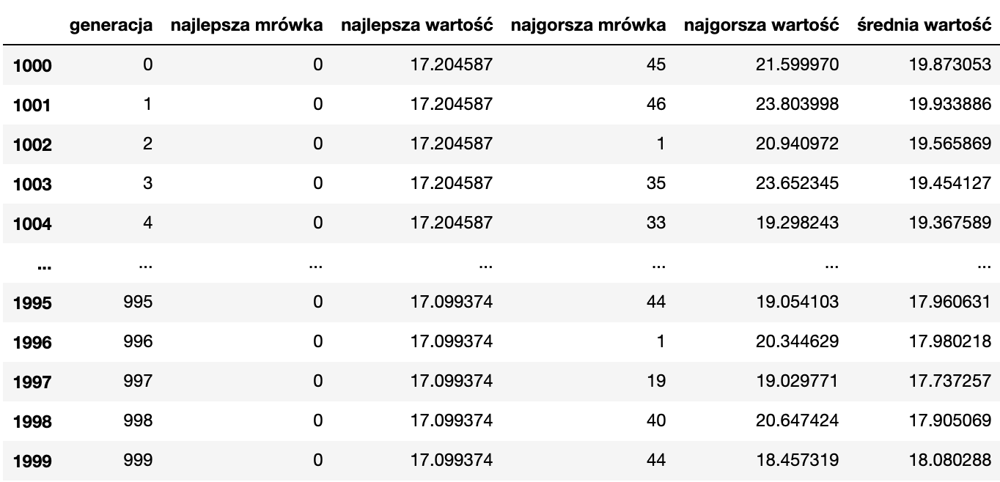 generacja najlepsza mrówka najlepsza wartość najgorsza mrówka najgorsza wartość średnia wartość
1000 0 0 17.204587 45 21.599970 19.873053
1001 1 0 17.204587 46 23.803998 19.933886
1002 2 0 17.204587 1 20.940972 19.565869
1003 3 0 17.204587 35 23.652345 19.454127
1004 4 0 17.204587 33 19.298243 19.367589
... ... ... ... ... ... ...
1995 995 0 17.099374 44 19.054103 17.960631
1996 996 0 17.099374 1 20.344629 17.980218
1997 997 0 17.099374 19 19.029771 17.737257
1998 998 0 17.099374 40 20.647424 17.905069
1999 999 0 17.099374 44 18.457319 18.080288